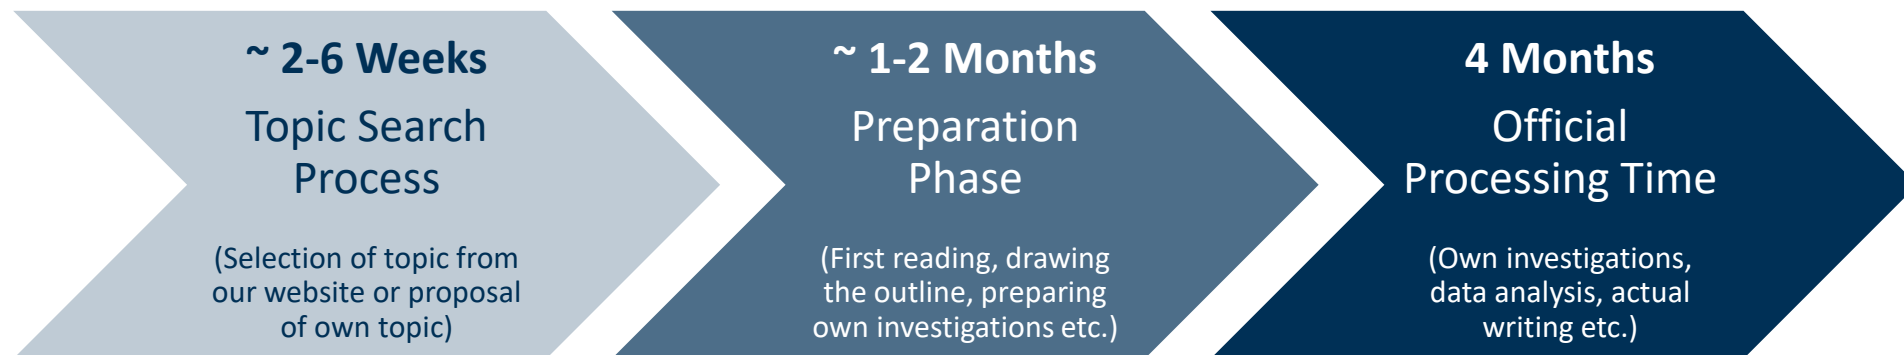 ~ 2-6 Weeks
Topic Search
Process
(Selection of topic from
our website or proposal
of own topic)
~ 1-2 Months
Preparation
Phase
(First reading, drawing
the outline, preparing
own investigations etc.)
4 Months
Official
Processing Time
(Own investigations,
data analysis, actual
writing etc.)